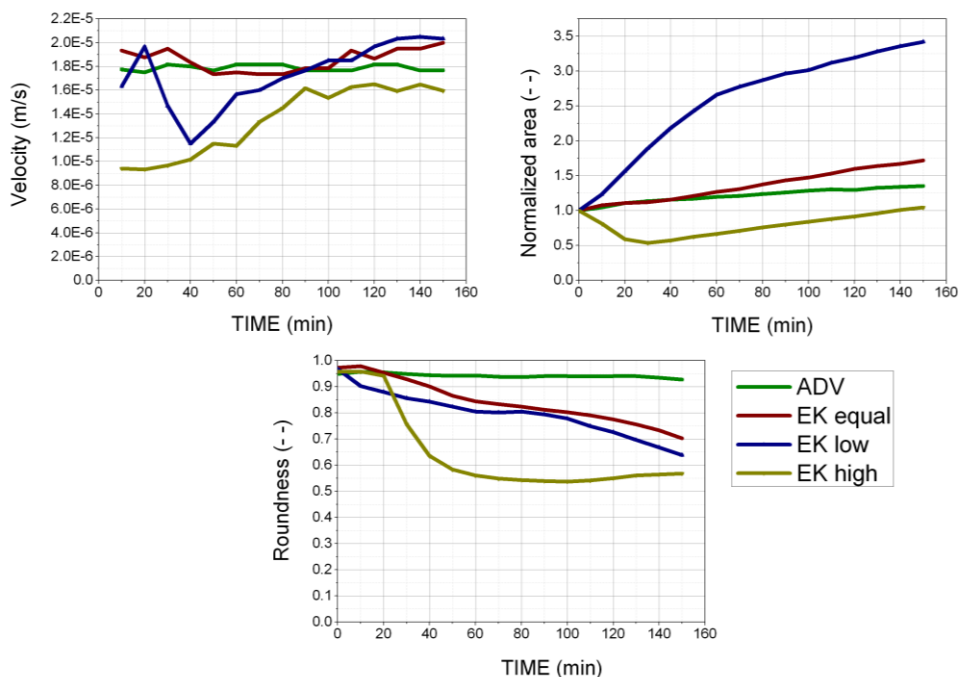 Velocity (m/s)
2.2E-5
2.0E-5
1.8E-5
1.6E-5
1.4E-5
1.2E-5
1.0E-5
8.0E-6
6.0E-6
4.0E-6
2.0E-6
0.0
0 20 40 60 80 100 120 140 160
TIME (min)
Normalized area (- -)
3.5
3.0
2.5
2.0
1.5
1.0
0.5
0.0
0 20 40 60 80 100 120 140 160
TIME (min)
Roundness (- -)
1.0
0.9
0.8
0.7
0.6
0.5
0.4
0.3
0.2
0.1
0.0
0 20 40 60 80 100 120 140 160
TIME (min)
ADV
EK equal
EK low
EK high